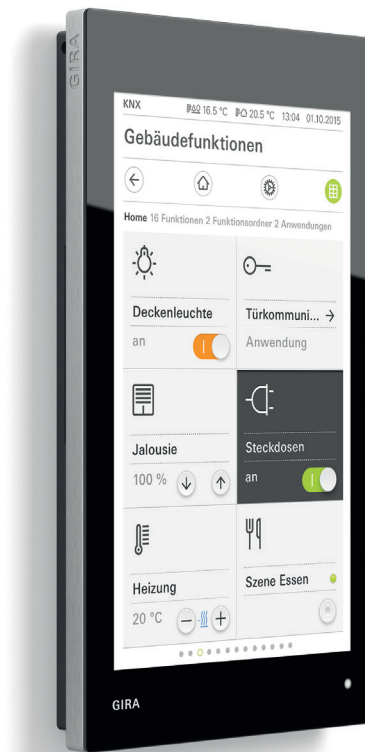 GIRA
KNX 16.5 °C 20.5 °C 13:04 01.10.2015
Gebäudefunktionen
Home 16 Funktionen 2 Funktionsordner 2 Anwendungen
Deckenleuchte
an
Türkommuni...
Anwendung
Jalousie
100 %
Steckdosen
an
Heizung
20 °C
Szene Essen
GIRA